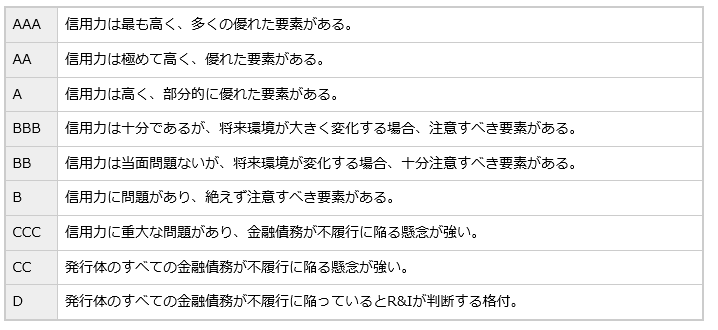 AAA 信用力は最も高く、多くの優れた要素がある。
AA 信用力は極めて高く、優れた要素がある。
A 信用力は高く、部分的に優れた要素がある。
BBB 信用力は十分であるが、将来環境が大きく変化する場合、注意すべき要素がある。
BB 信用力は当面問題ないが、将来環境が変化する場合、十分注意すべき要素がある。
B 信用力に問題があり、絶えず注意すべき要素がある。
CCC 信用力に重大な問題があり、金融債務が不履行に陥る懸念が強い。
CC 発行体のすべての金融債務が不履行に陥る懸念が強い。
D 発行体のすべての金融債務が不履行に陥っているとR&Iが判断する格付。